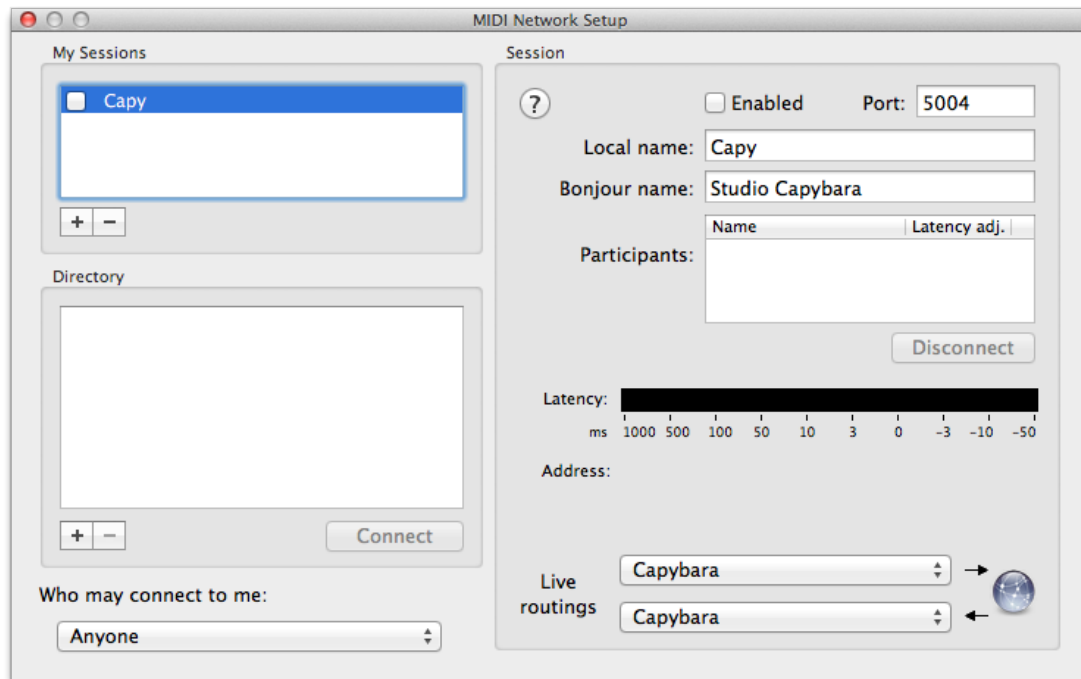 MIDI Network Setup
My Sessions
Capy
+ −
Directory
+ − Connect
Who may connect to me:
Anyone
Session
? Enabled Port: 5004
Local name: Capy
Bonjour name: Studio Capybara
Participants: Name Latency adj.
Disconnect
Latency:
ms 1000 500 100 50 10 3 0 -3 -10 -50
Address:
Live routings
Capybara
Capybara